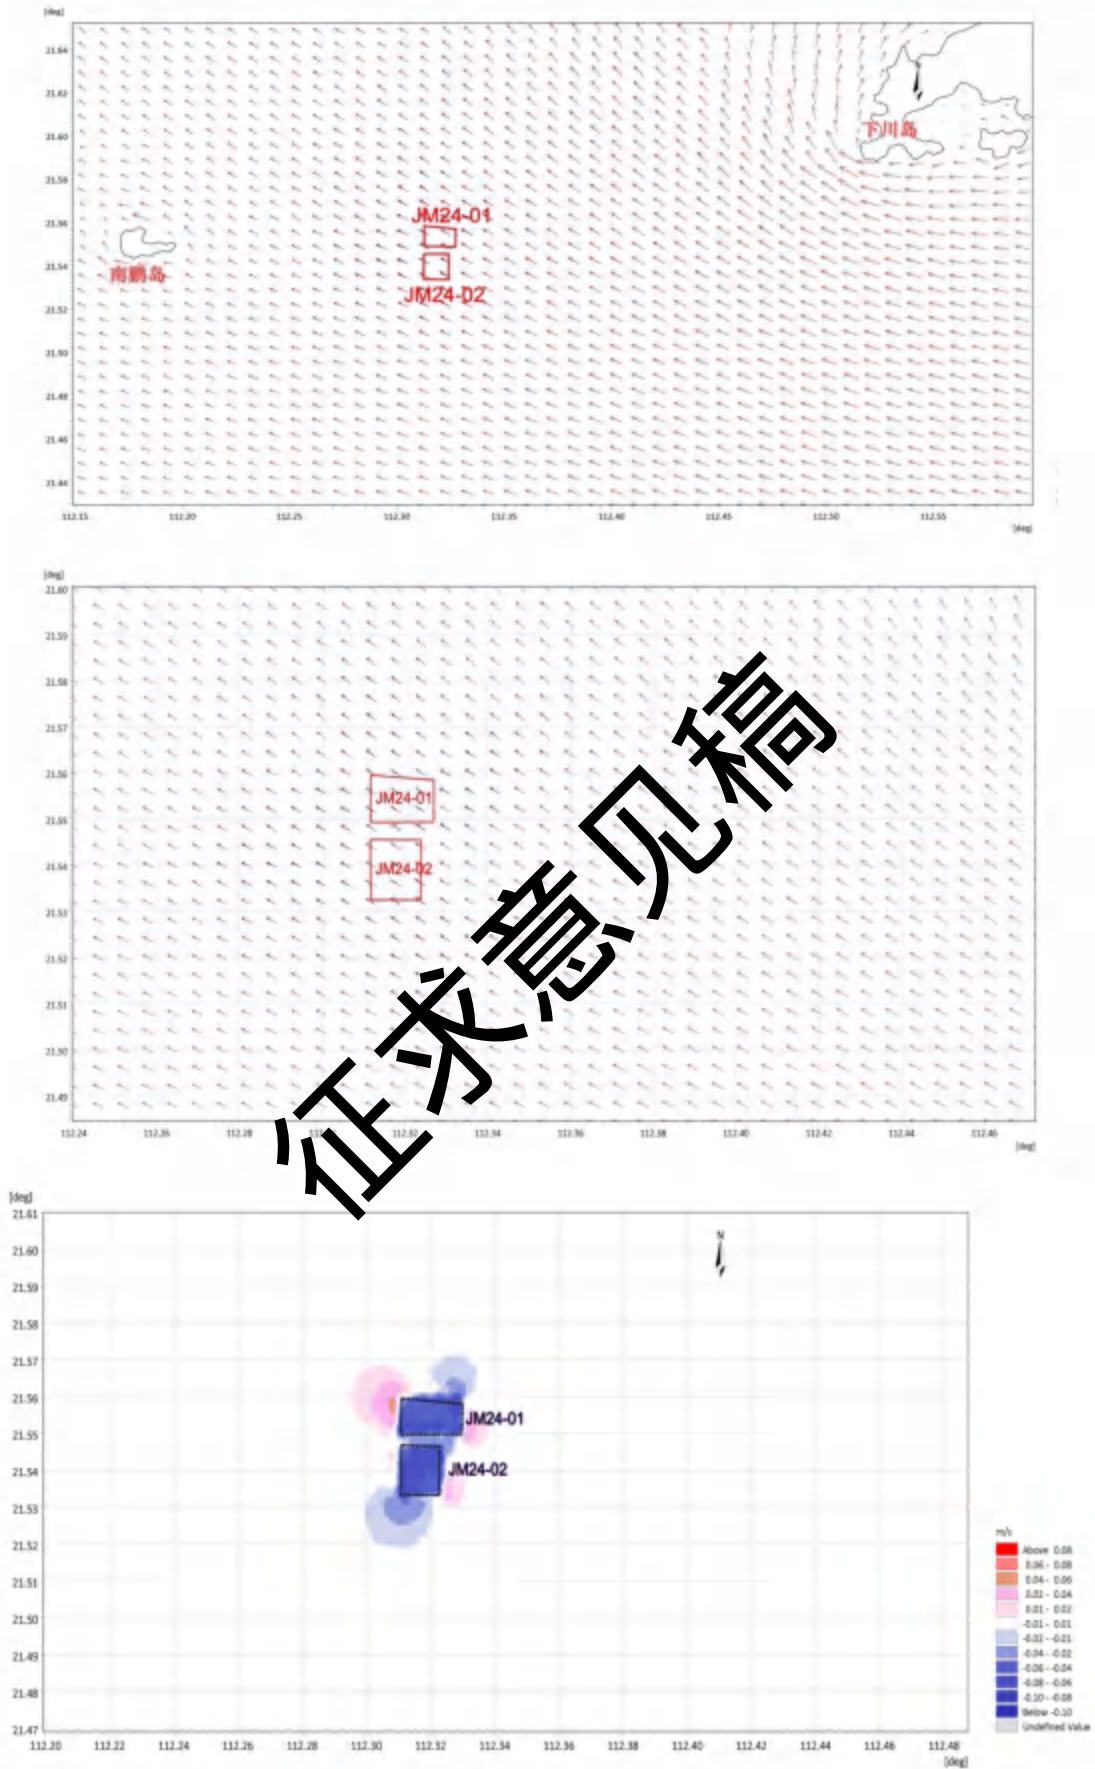 [deg]
21.64
21.62
21.60
下川岛
21.58
21.56
JM24-01
21.54
南鹏岛
JM24-02
21.52
21.50
21.48
21.46
21.44
112.15 112.20 112.25 112.30 112.35 112.40 112.45 112.50 112.55
[deg]
[deg]
21.60
21.59
21.58
21.57
21.56
JM24-01
21.55
21.54
JM24-02
21.53
21.52
21.51
21.50
21.49
112.24 112.26 112.28 112.32 112.34 112.36 112.38 112.40 112.42 112.44 112.46
[deg]
征求意见稿
[deg]
21.61
N
21.60
21.59
21.58
21.57
21.56
JM24-01
21.55
JM24-02
21.54
21.53
21.52
21.51
21.50
21.49
21.48
21.47
112.20 112.22 112.24 112.26 112.28 112.30 112.32 112.34 112.36 112.38 112.40 112.42 112.44 112.46 112.48
[deg]
m/s
Above 0.08
0.06 - 0.08
0.04 - 0.06
0.02 - 0.04
0.01 - 0.02
-0.01 - 0.01
-0.02 - -0.01
-0.04 - -0.02
-0.06 - -0.04
-0.08 - -0.06
-0.10 - -0.08
Below -0.10
Undefined Value